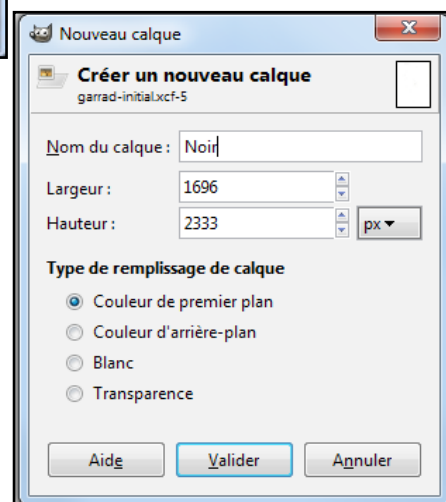 Nouveau calque
Créer un nouveau calque
garrad-initial.xcf-5
Nom du calque : Noir
Largeur : 1696
Hauteur : 2333 px
Type de remplissage de calque
Couleur de premier plan
Couleur d'arrière-plan
Blanc
Transparence
Aide Valider Annuler